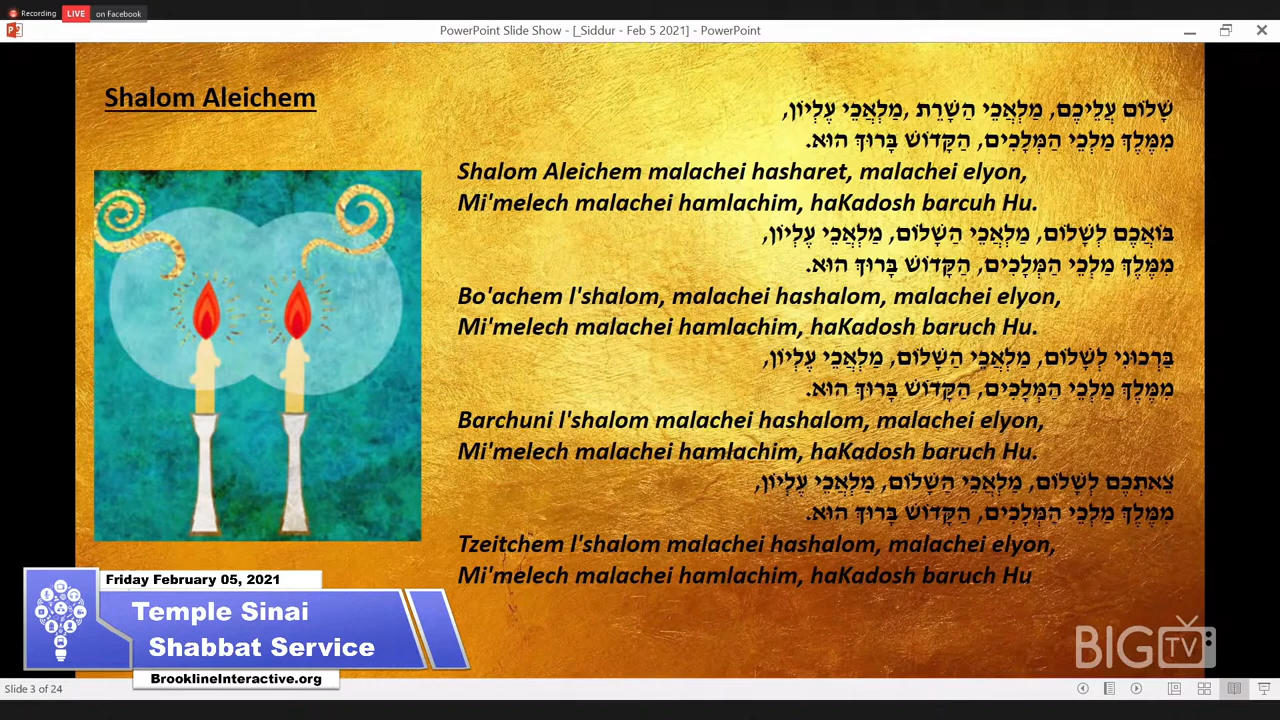 Recording
LIVE on Facebook
PowerPoint Slide Show - [_Siddur - Feb 5 2021] - PowerPoint
Shalom Aleichem
שָׁלוֹם עֲלֵיכֶם, מַלְאֲכֵי הַשָּׁרֵת ,מַלְאֲכֵי עֶלְיוֹן,
מִמֶּלֶךְ מַלְכֵי הַמְּלָכִים, הַקָּדוֹשׁ בָּרוּךְ הוּא.
Shalom Aleichem malachei hasharet, malachei elyon,
Mi'melech malachei hamlachim, haKadosh barcuh Hu.
בּוֹאֲכֶם לְשָׁלוֹם, מַלְאֲכֵי הַשָּׁלוֹם, מַלְאֲכֵי עֶלְיוֹן,
מִמֶּלֶךְ מַלְכֵי הַמְּלָכִים, הַקָּדוֹשׁ בָּרוּךְ הוּא.
Bo'achem l'shalom, malachei hashalom, malachei elyon,
Mi'melech malachei hamlachim, haKadosh baruch Hu.
בַּרְכוּנִי לְשָׁלוֹם, מַלְאֲכֵי הַשָּׁלוֹם, מַלְאֲכֵי עֶלְיוֹן,
מִמֶּלֶךְ מַלְכֵי הַמְּלָכִים, הַקָּדוֹשׁ בָּרוּךְ הוּא.
Barchuni l'shalom malachei hashalom, malachei elyon,
Mi'melech malachei hamlachim, haKadosh baruch Hu.
צֵאתְכֶם לְשָׁלוֹם, מַלְאֲכֵי הַשָּׁלוֹם, מַלְאֲכֵי עֶלְיוֹן,
מִמֶּלֶךְ מַלְכֵי הַמְּלָכִים, הַקָּדוֹשׁ בָּרוּךְ הוּא.
Tzeitchem l'shalom malachei hashalom, malachei elyon,
Mi'melech malachei hamlachim, haKadosh baruch Hu
Friday February 05, 2021
Temple Sinai
Shabbat Service
BrooklineInteractive.org
BIG TV
Slide 3 of 24